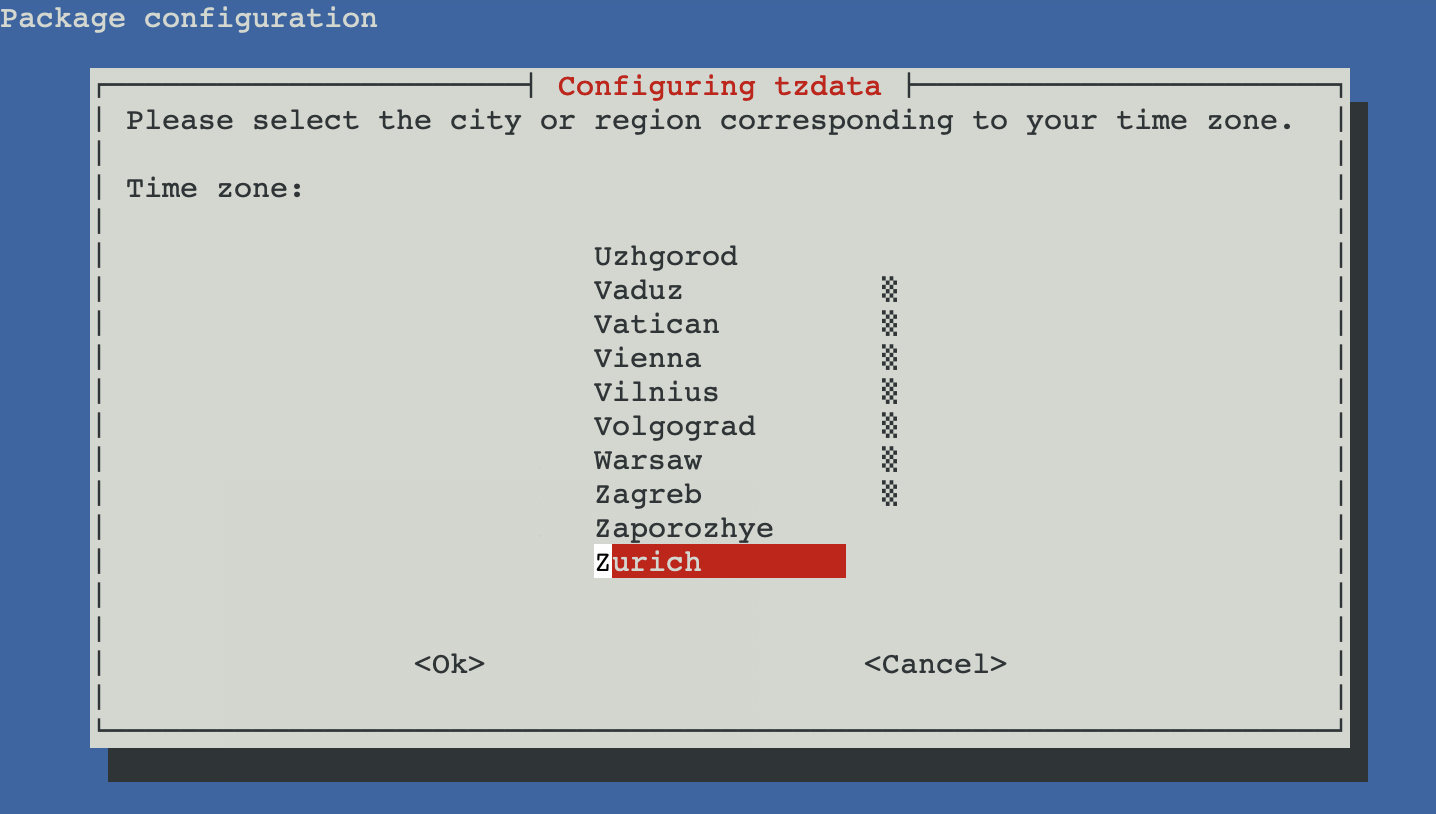 Package configuration
Configuring tzdata
Please select the city or region corresponding to your time zone.
Time zone:
Uzhgorod
Vaduz
Vatican
Vienna
Vilnius
Volgograd
Warsaw
Zagreb
Zaporozhye
Zurich
<Ok> <Cancel>